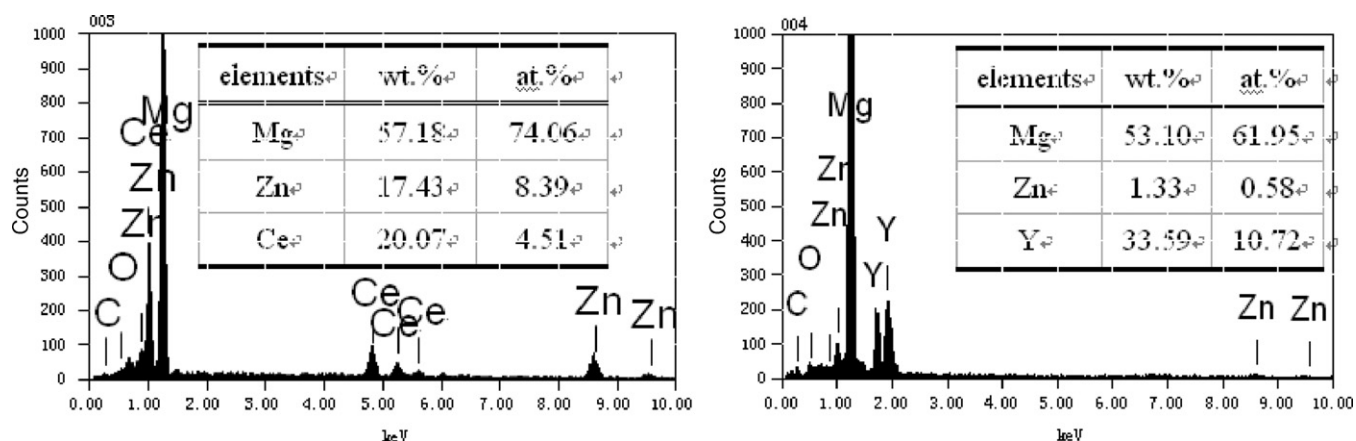 003
1000
900
800
700
600
500
400
300
200
100
0
Counts
0.00 1.00 2.00 3.00 4.00 5.00 6.00 7.00 8.00 9.00 10.00
keV
elements wt.% at.%
Mg 57.18 74.06
Zn 17.43 8.39
Ce 20.07 4.51
Mg
Ce
Zn
Zn
O
C
Ce
Ce
Ce
Zn
Zn
004
1000
900
800
700
600
500
400
300
200
100
0
Counts
0.00 1.00 2.00 3.00 4.00 5.00 6.00 7.00 8.00 9.00 10.00
keV
elements wt.% at.%
Mg 53.10 61.95
Zn 1.33 0.58
Y 33.59 10.72
Mg
Zn
Zn
O
C
Y
Y
Zn
Zn